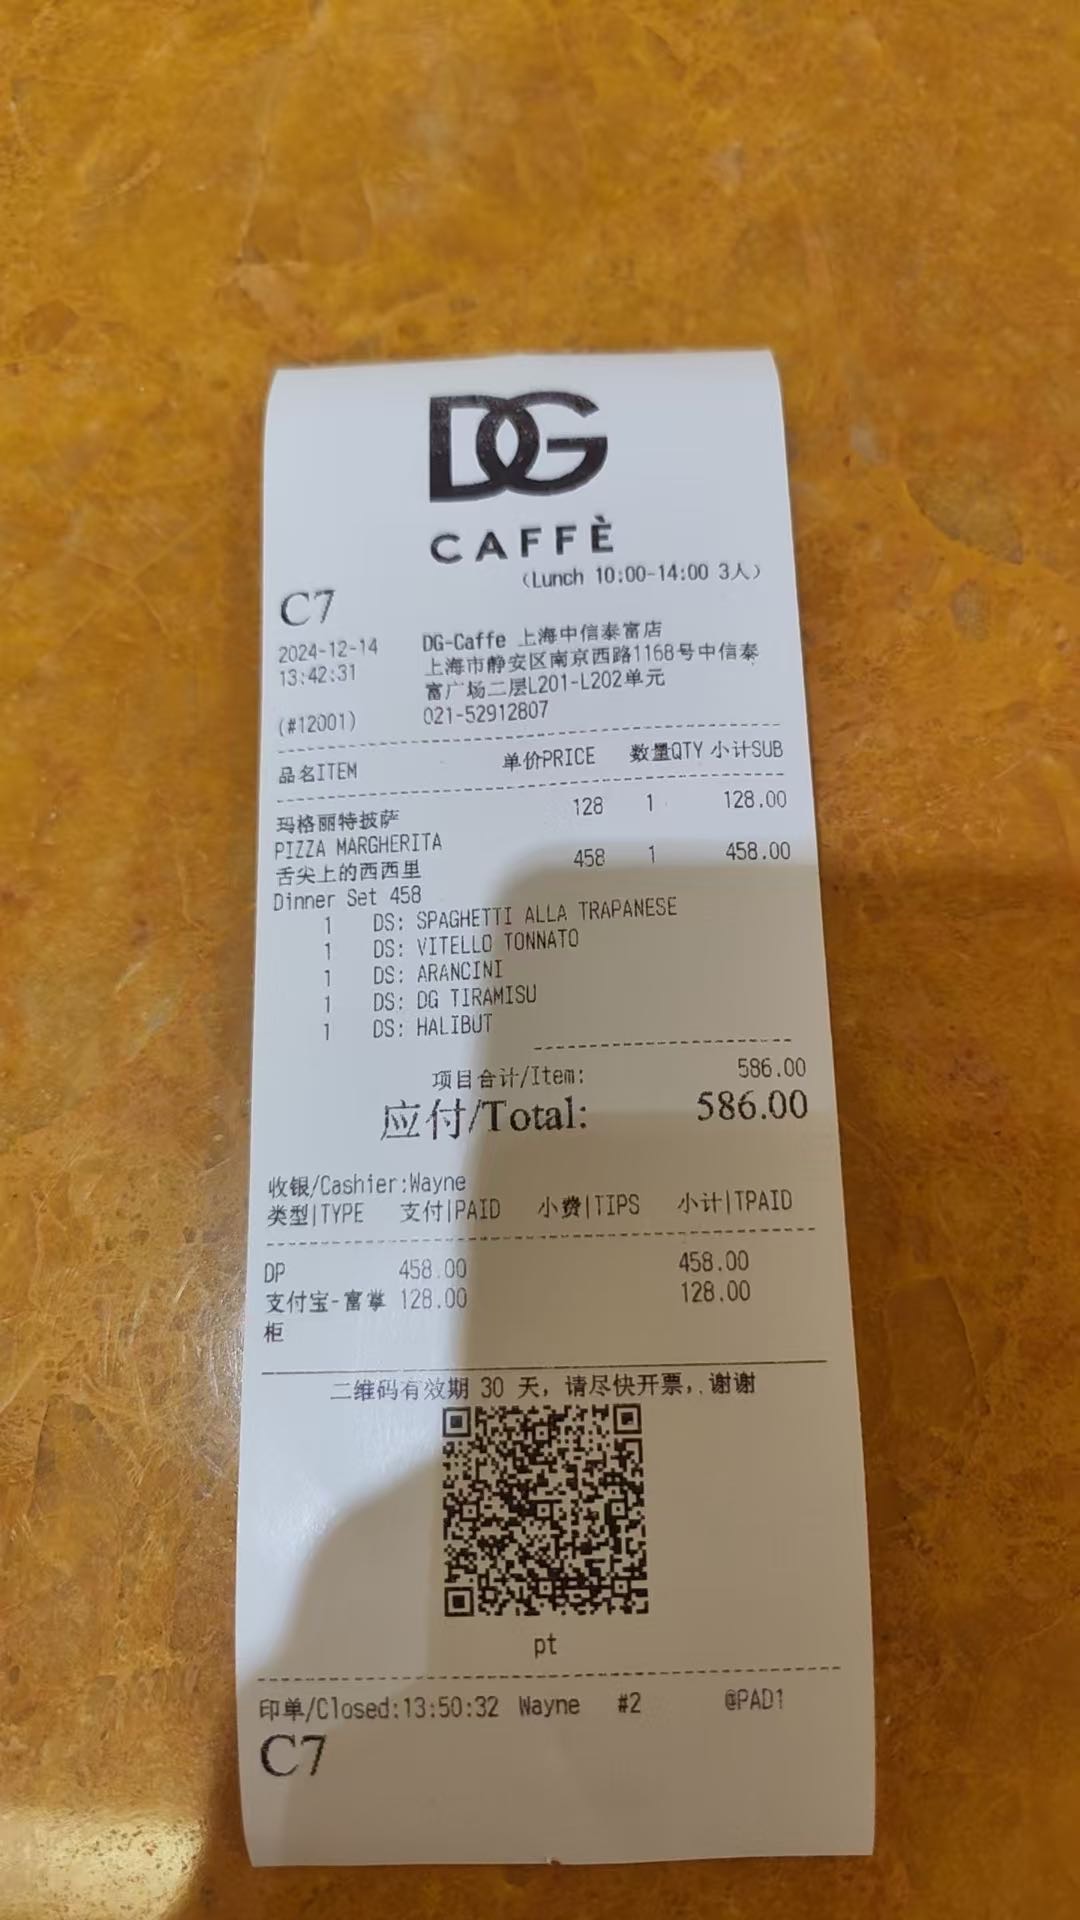 DG
CAFFÈ
(Lunch 10:00-14:00 3人)
C7
2024-12-14
13:42:31
(#12001)
DG-Caffe 上海中信泰富店
上海市静安区南京西路1168号中信泰
富广场二层L201-L202单元
021-52912807
品名ITEM 单价PRICE 数量QTY 小计SUB
玛格丽特披萨 128 1 128.00
PIZZA MARGHERITA
舌尖上的西西里 458 1 458.00
Dinner Set 458
1 DS: SPAGHETTI ALLA TRAPANESE
1 DS: VITELLO TONNATO
1 DS: ARANCINI
1 DS: DG TIRAMISU
1 DS: HALIBUT
项目合计/Item: 586.00
应付/Total: 586.00
收银/Cashier:Wayne
类型|TYPE 支付|PAID 小费|TIPS 小计|TPAID
DP 458.00 458.00
支付宝-富掌 128.00 128.00
柜
二维码有效期 30 天，请尽快开票，谢谢
pt
印单/Closed:13:50:32 Wayne #2 @PAD1
C7